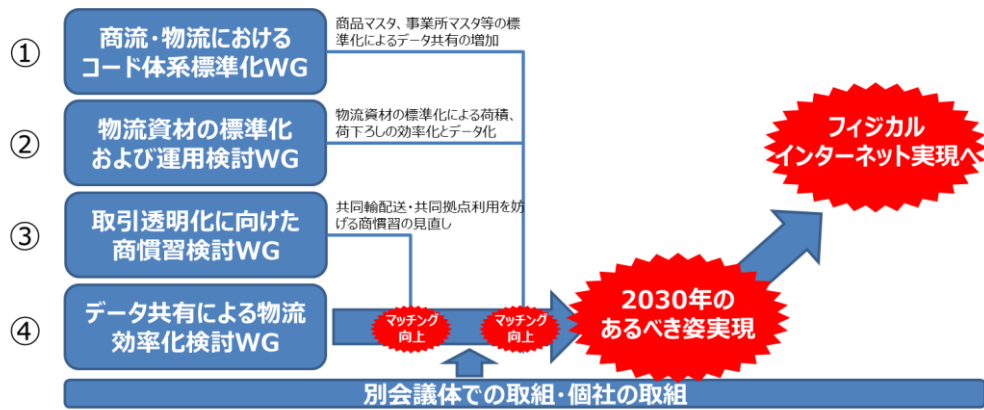 ①
商流・物流における
コード体系標準化WG
商品マスタ、事業所マスタ等の標
準化によるデータ共有の増加
②
物流資材の標準化
および運用検討WG
物流資材の標準化による荷積、
荷下ろしの効率化とデータ化
フィジカル
インターネット実現へ
③
取引透明化に向けた
商慣習検討WG
共同輸配送・共同拠点利用を妨
げる商慣習の見直し
④
データ共有による物流
効率化検討WG
マッチング
向上
マッチング
向上
2030年の
あるべき姿実現
別会議体での取組・個社の取組